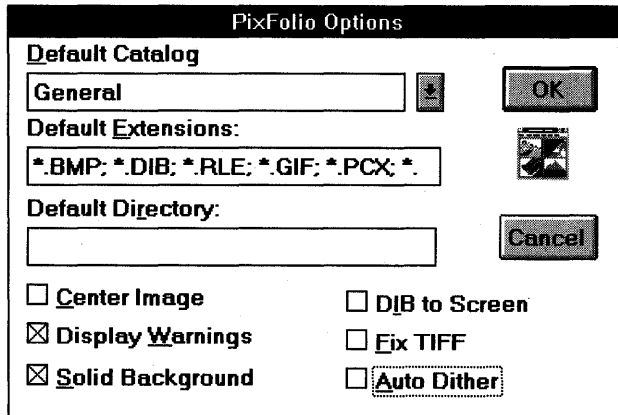 PixFolio Options
Default Catalog
General
OK
Default Extensions:
*.BMP; *.DIB; *.RLE; *.GIF; *.PCX; *.
Default Directory:
Cancel
Center Image
DIB to Screen
Display Warnings
Fix TIFF
Solid Background
Auto Dither